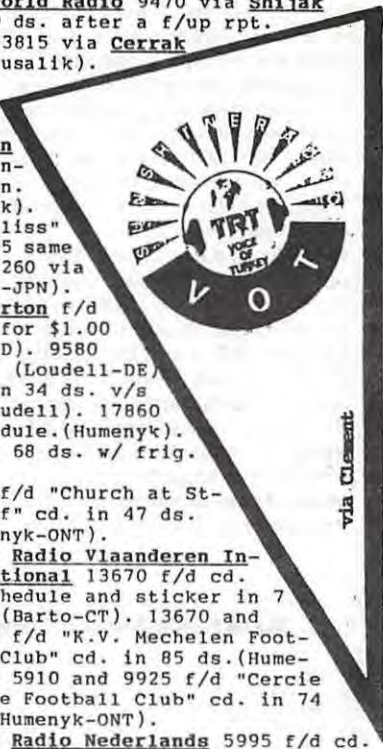 orld Radio 9470 via Shijak
ds. after a f/up rpt.
3815 via Cerrak
usalik).
n
n-
n.
k).
liss"
5 same
260 via
-JPN).
rton f/d
for $1.00
D). 9580
(Loudell-DE)
n 34 ds. v/s
udell). 17860
dule.(Humenyk).
68 ds. w/ frig.
f/d "Church at St-
f" cd. in 47 ds.
nyk-ONT).
Radio Vlaanderen In-
tional 13670 f/d cd.
hedule and sticker in 7
(Barto-CT). 13670 and
f/d "K.V. Mechelen Foot-
Club" cd. in 85 ds.(Hume-
5910 and 9925 f/d "Cercie
e Football Club" cd. in 74
Humenyk-ONT).
Radio Nederlands 5995 f/d cd.
TRT
VOICE
OF
TURKEY
V O T
via Clement